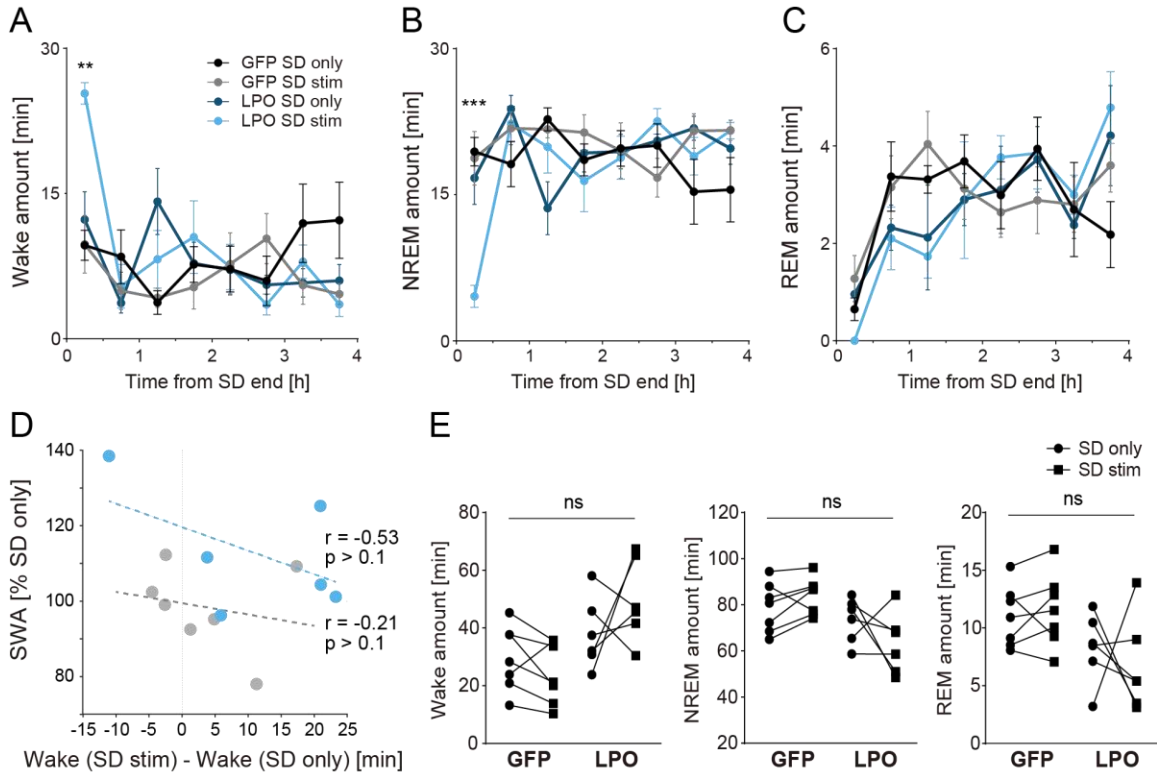 A
B
C
30
15
0
Wake amount [min]
**
GFP SD only
GFP SD stim
LPO SD only
LPO SD stim
0 1 2 3 4
Time from SD end [h]
30
15
0
NREM amount [min]
***
0 1 2 3 4
Time from SD end [h]
6
4
2
0
REM amount [min]
0 1 2 3 4
Time from SD end [h]
D
140
120
100
80
SWA [% SD only]
r = -0.53
p > 0.1
r = -0.21
p > 0.1
-15 -10 -5 0 5 10 15 20 25
Wake (SD stim) - Wake (SD only) [min]
E
SD only
SD stim
80
60
40
20
0
Wake amount [min]
ns
GFP LPO
120
100
80
60
40
20
NREM amount [min]
ns
GFP LPO
20
15
10
5
0
REM amount [min]
ns
GFP LPO